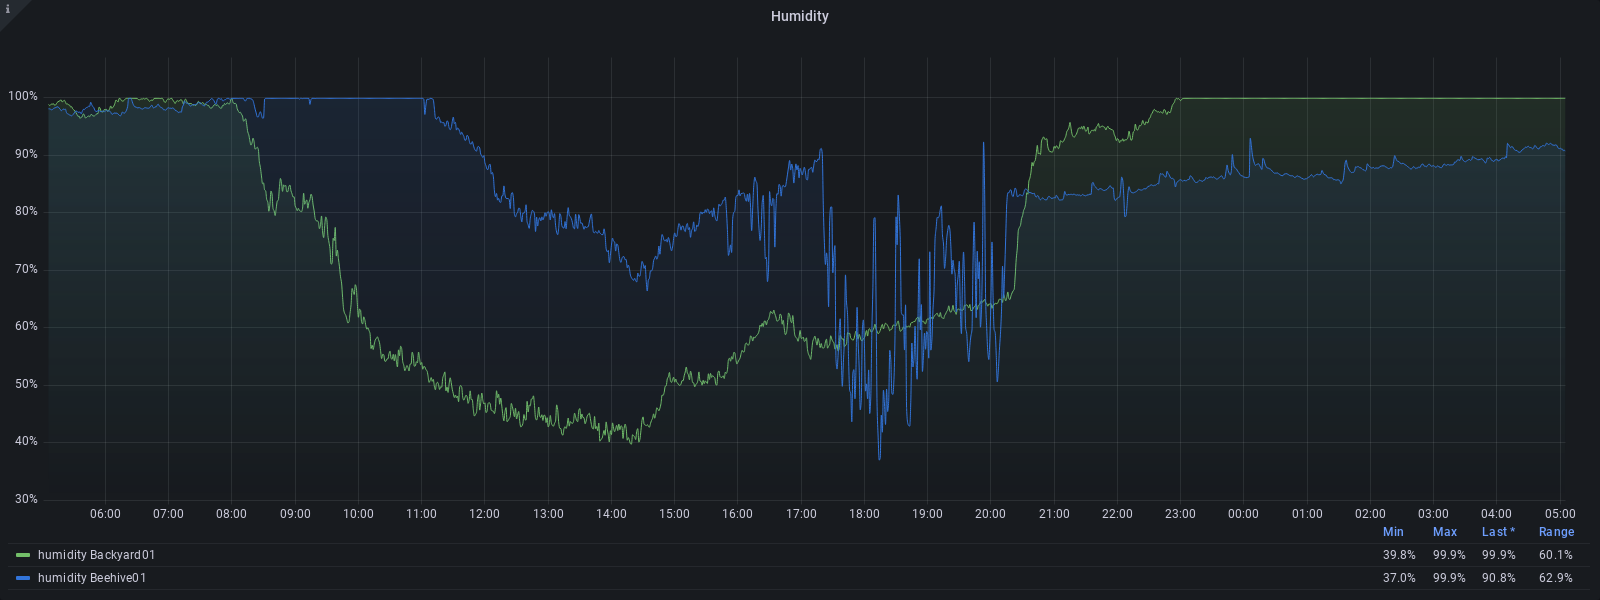 i
Humidity
100%
90%
80%
70%
60%
50%
40%
30%
06:00 07:00 08:00 09:00 10:00 11:00 12:00 13:00 14:00 15:00 16:00 17:00 18:00 19:00 20:00 21:00 22:00 23:00 00:00 01:00 02:00 03:00 04:00 05:00
Min Max Last * Range
humidity Backyard01 39.8% 99.9% 99.9% 60.1%
humidity Beehive01 37.0% 99.9% 90.8% 62.9%